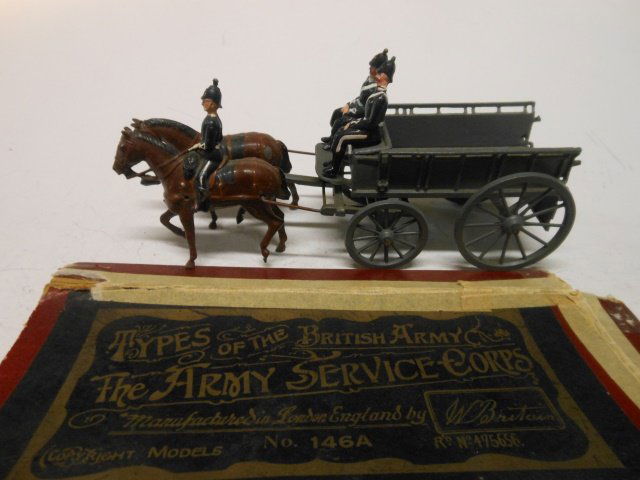 TYPES OF THE BRITISH ARMY
THE ARMY SERVICE CORPS
Manufactured in London England by W. Britain
COPYRIGHT MODELS No. 146A RD. No. 495656.